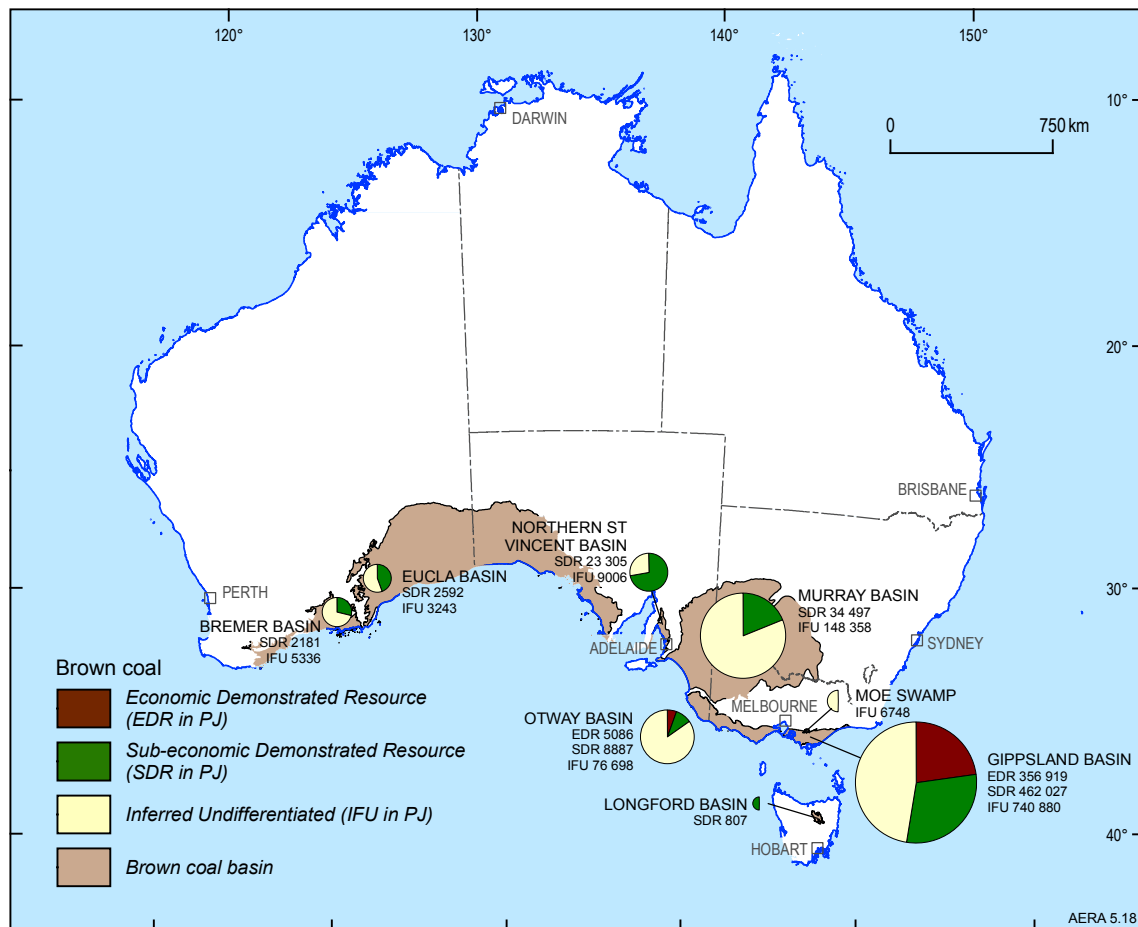 120°
130°
140°
150°
10°
20°
30°
40°
0
750 km
DARWIN
BRISBANE
PERTH
SYDNEY
ADELAIDE
MELBOURNE
HOBART
NORTHERN ST
VINCENT BASIN
SDR 23 305
IFU 9006
EUCLA BASIN
SDR 2592
IFU 3243
BREMER BASIN
SDR 2181
IFU 5336
MURRAY BASIN
SDR 34 497
IFU 148 358
MOE SWAMP
IFU 6748
OTWAY BASIN
EDR 5086
SDR 8887
IFU 76 698
GIPPSLAND BASIN
EDR 356 919
SDR 462 027
IFU 740 880
LONGFORD BASIN
SDR 807
Brown coal
Economic Demonstrated Resource
(EDR in PJ)
Sub-economic Demonstrated Resource
(SDR in PJ)
Inferred Undifferentiated (IFU in PJ)
Brown coal basin
AERA 5.18